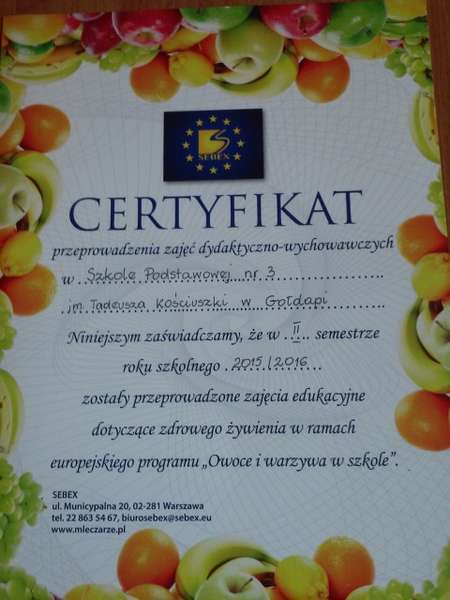 SEBEX
CERTYFIKAT
przeprowadzenia zajęć dydaktyczno-wychowawczych
w Szkole Podstawowej nr 3
im. Tadeusza Kościuszki w Gołdapi
Niniejszym zaświadczamy, że w II semestrze
roku szkolnego 2015/2016
zostały przeprowadzone zajęcia edukacyjne
dotyczące zdrowego żywienia w ramach
europejskiego programu „Owoce i warzywa w szkole”.
SEBEX
ul. Municypalna 20, 02-281 Warszawa
tel. 22 863 54 67, biurosebex@sebex.eu
www.mleczarze.pl